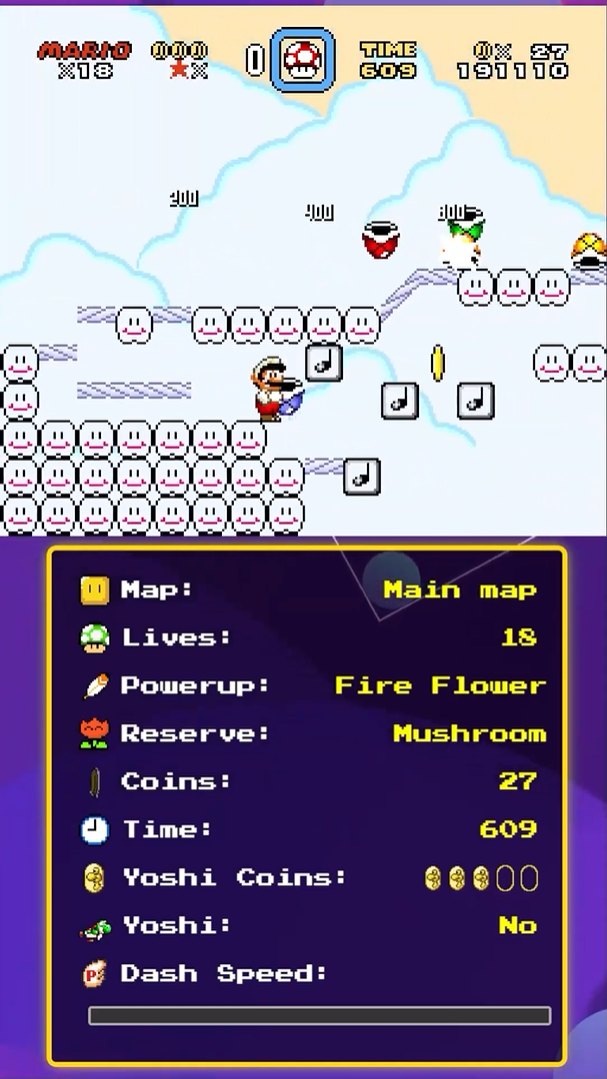 MARIO TIME x 27
x18 x 0 609 191110
200
400
800
Map: Main map
Lives: 18
Powerup: Fire Flower
Reserve: Mushroom
Coins: 27
Time: 609
Yoshi Coins:
Yoshi: No
P Dash Speed: